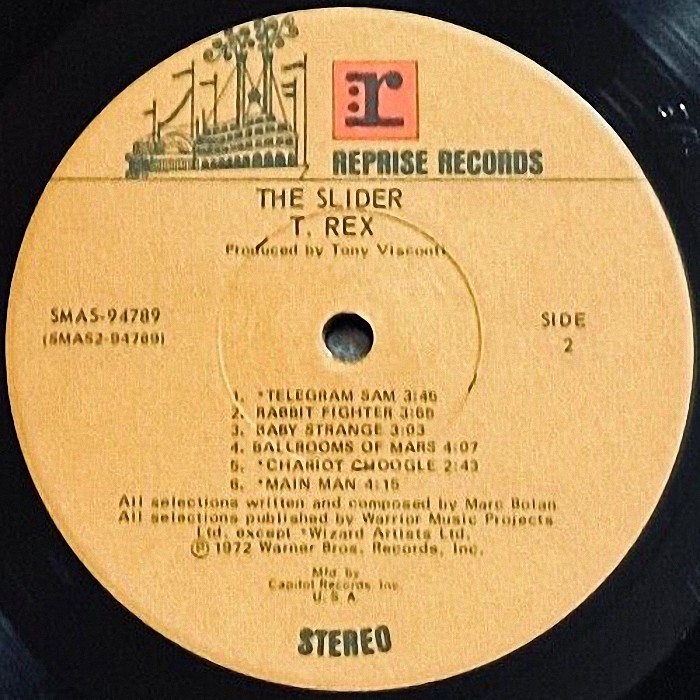 r
REPRISE RECORDS
THE SLIDER
T. REX
Produced by Tony Visconti
SMAS-94789
(SMAS2-94789)
SIDE
2
1. *TELEGRAM SAM 3:46
2. RABBIT FIGHTER 3:55
3. BABY STRANGE 3:03
4. BALLROOMS OF MARS 4:07
5. *CHARIOT CHOOGLE 2:43
6. *MAIN MAN 4:15
All selections written and composed by Marc Bolan
All selections published by Warrior Music Projects
Ltd. except *Wizard Artists Ltd.
Ⓟ 1972 Warner Bros. Records, Inc.
Mfd. by
Capitol Records, Inc.
U. S. A.
STEREO